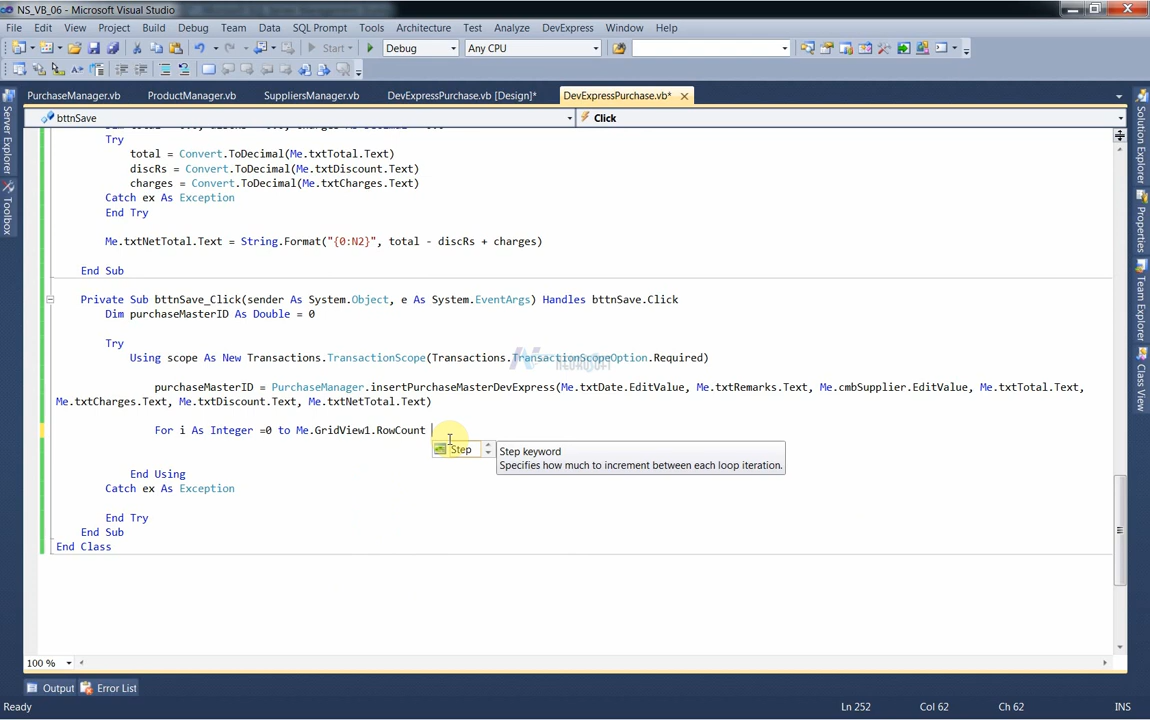 NS_VB_06 - Microsoft Visual Studio
File Edit View Project Build Debug Team Data SQL Prompt Tools Architecture Test Analyze DevExpress Window Help
Start Debug Any CPU
PurchaseManager.vb ProductManager.vb SuppliersManager.vb DevExpressPurchase.vb [Design]* DevExpressPurchase.vb*
bttnSave Click
Server Explorer
Toolbox
Solution Explorer
Properties
Team Explorer
Class View
Try
total = Convert.ToDecimal(Me.txtTotal.Text)
discRs = Convert.ToDecimal(Me.txtDiscount.Text)
charges = Convert.ToDecimal(Me.txtCharges.Text)
Catch ex As Exception
End Try
Me.txtNetTotal.Text = String.Format("{0:N2}", total - discRs + charges)
End Sub
Private Sub bttnSave_Click(sender As System.Object, e As System.EventArgs) Handles bttnSave.Click
Dim purchaseMasterID As Double = 0
Try
Using scope As New Transactions.TransactionScope(Transactions.TransactionScopeOption.Required)
purchaseMasterID = PurchaseManager.insertPurchaseMasterDevExpress(Me.txtDate.EditValue, Me.txtRemarks.Text, Me.cmbSupplier.EditValue, Me.txtTotal.Text,
Me.txtCharges.Text, Me.txtDiscount.Text, Me.txtNetTotal.Text)
For i As Integer =0 to Me.GridView1.RowCount
Step
Step keyword
Specifies how much to increment between each loop iteration.
End Using
Catch ex As Exception
End Try
End Sub
End Class
100 %
Output Error List
Ready Ln 252 Col 62 Ch 62 INS